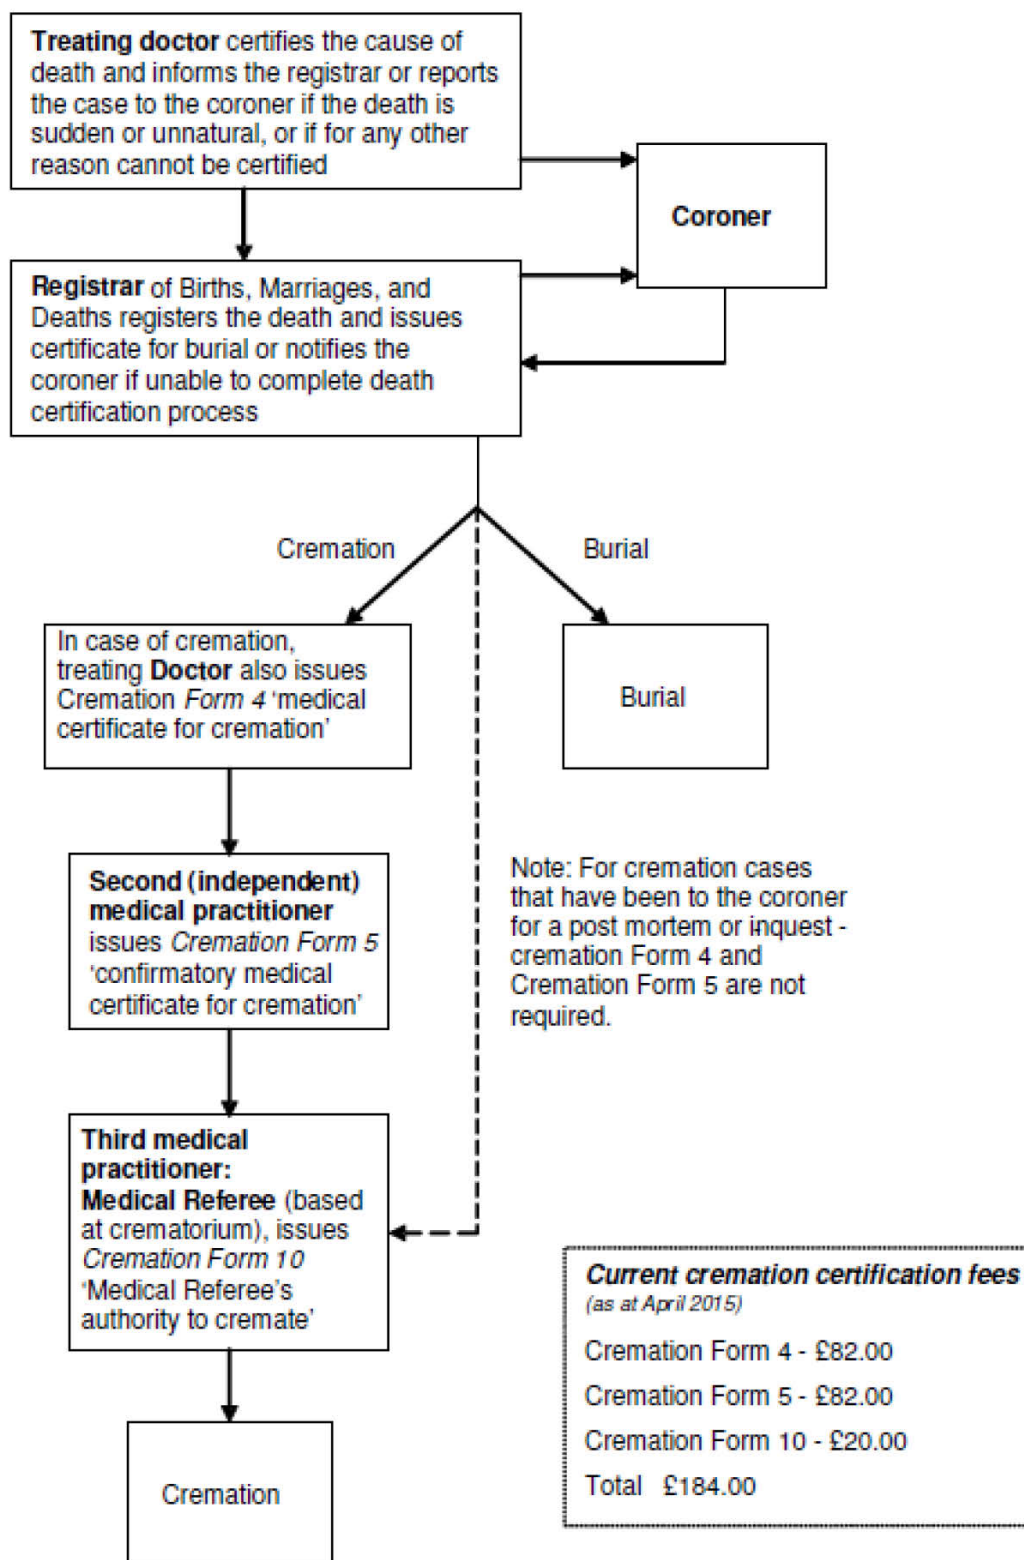 Treating doctor certifies the cause of
death and informs the registrar or reports
the case to the coroner if the death is
sudden or unnatural, or if for any other
reason cannot be certified
Coroner
Registrar of Births, Marriages, and
Deaths registers the death and issues
certificate for burial or notifies the
coroner if unable to complete death
certification process
Cremation
Burial
In case of cremation,
treating Doctor also issues
Cremation Form 4 ‘medical
certificate for cremation’
Burial
Second (independent)
medical practitioner
issues Cremation Form 5
‘confirmatory medical
certificate for cremation’
Note: For cremation cases
that have been to the coroner
for a post mortem or inquest -
cremation Form 4 and
Cremation Form 5 are not
required.
Third medical
practitioner:
Medical Referee (based
at crematorium), issues
Cremation Form 10
‘Medical Referee’s
authority to cremate’
Cremation
Current cremation certification fees
(as at April 2015)
Cremation Form 4 - £82.00
Cremation Form 5 - £82.00
Cremation Form 10 - £20.00
Total £184.00